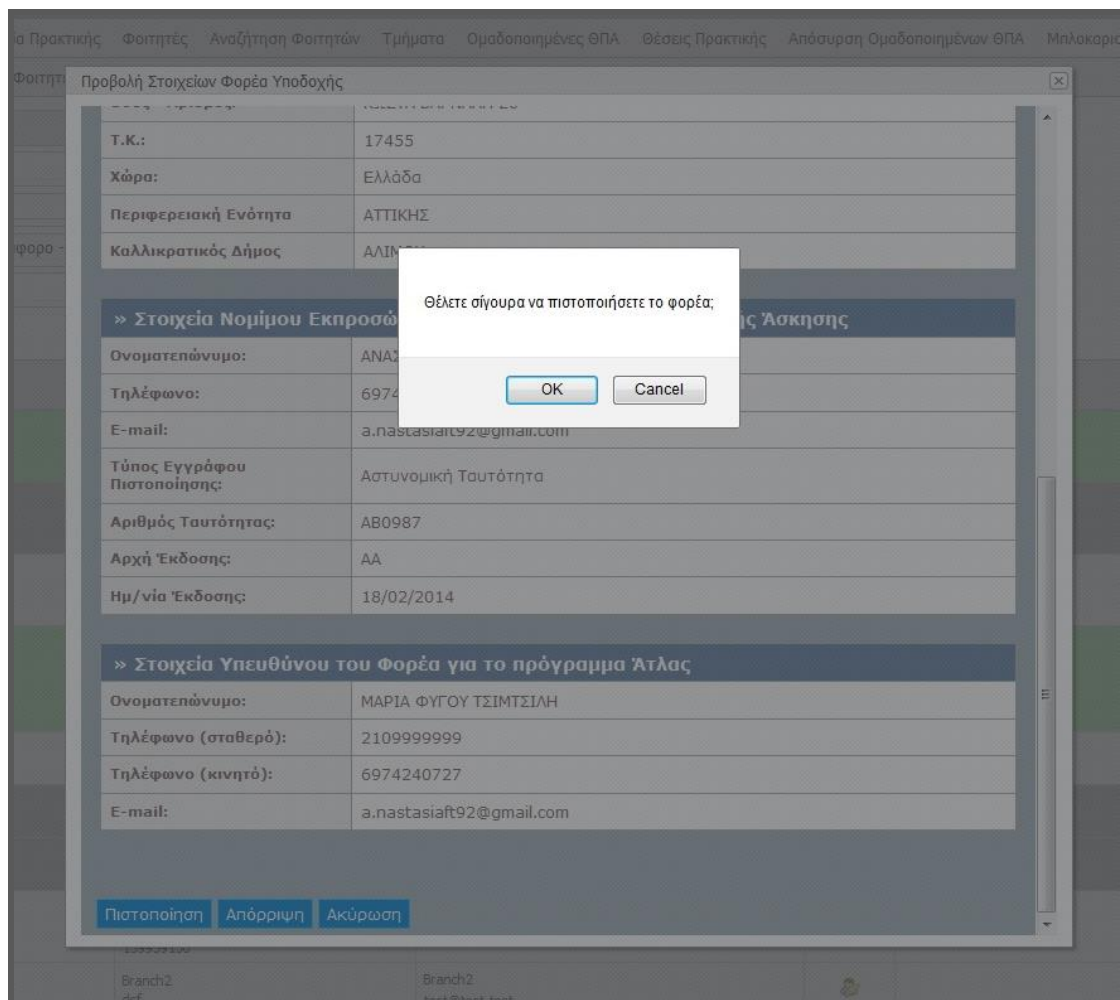 Πρακτικής Φοιτητές Αναζήτηση Φοιτητών Τμήματα Ομαδοποιημένες ΘΠΑ Θέσεις Πρακτικής Απόσυρση Ομαδοποιημένων ΘΠΑ
Προβολή Στοιχείων Φορέα Υποδοχής
Τ.Κ.: 17455
Χώρα: Ελλάδα
Περιφερειακή Ενότητα ΑΤΤΙΚΗΣ
Καλλικρατικός Δήμος
Θέλετε σίγουρα να πιστοποιήσετε το φορέα;
OK Cancel
» Στοιχεία Νομίμου Άσκησης
Ονοματεπώνυμο:
Τηλέφωνο: 6974
E-mail: a.nastasiaft92@gmail.com
Τύπος Εγγράφου
Πιστοποίησης: Αστυνομική Ταυτότητα
Αριθμός Ταυτότητας: ΑΒ0987
Αρχή Έκδοσης: ΑΑ
Ημ/νία Έκδοσης: 18/02/2014
» Στοιχεία Υπευθύνου του Φορέα για το πρόγραμμα Άτλας
Ονοματεπώνυμο: ΜΑΡΙΑ ΦΥΓΟΥ ΤΣΙΜΤΣΙΛΗ
Τηλέφωνο (σταθερό): 2109999999
Τηλέφωνο (κινητό): 6974240727
E-mail: a.nastasiaft92@gmail.com
Πιστοποίηση Απόρριψη Ακύρωση
Branch2 Branch2